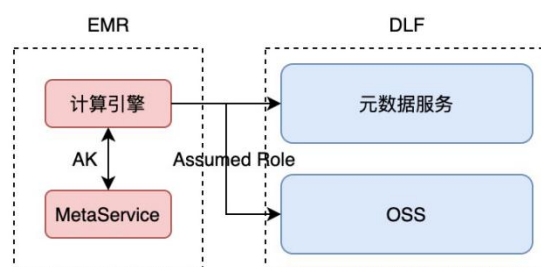 EMR
DLF
计算引擎
元数据服务
AK
Assumed Role
MetaService
OSS